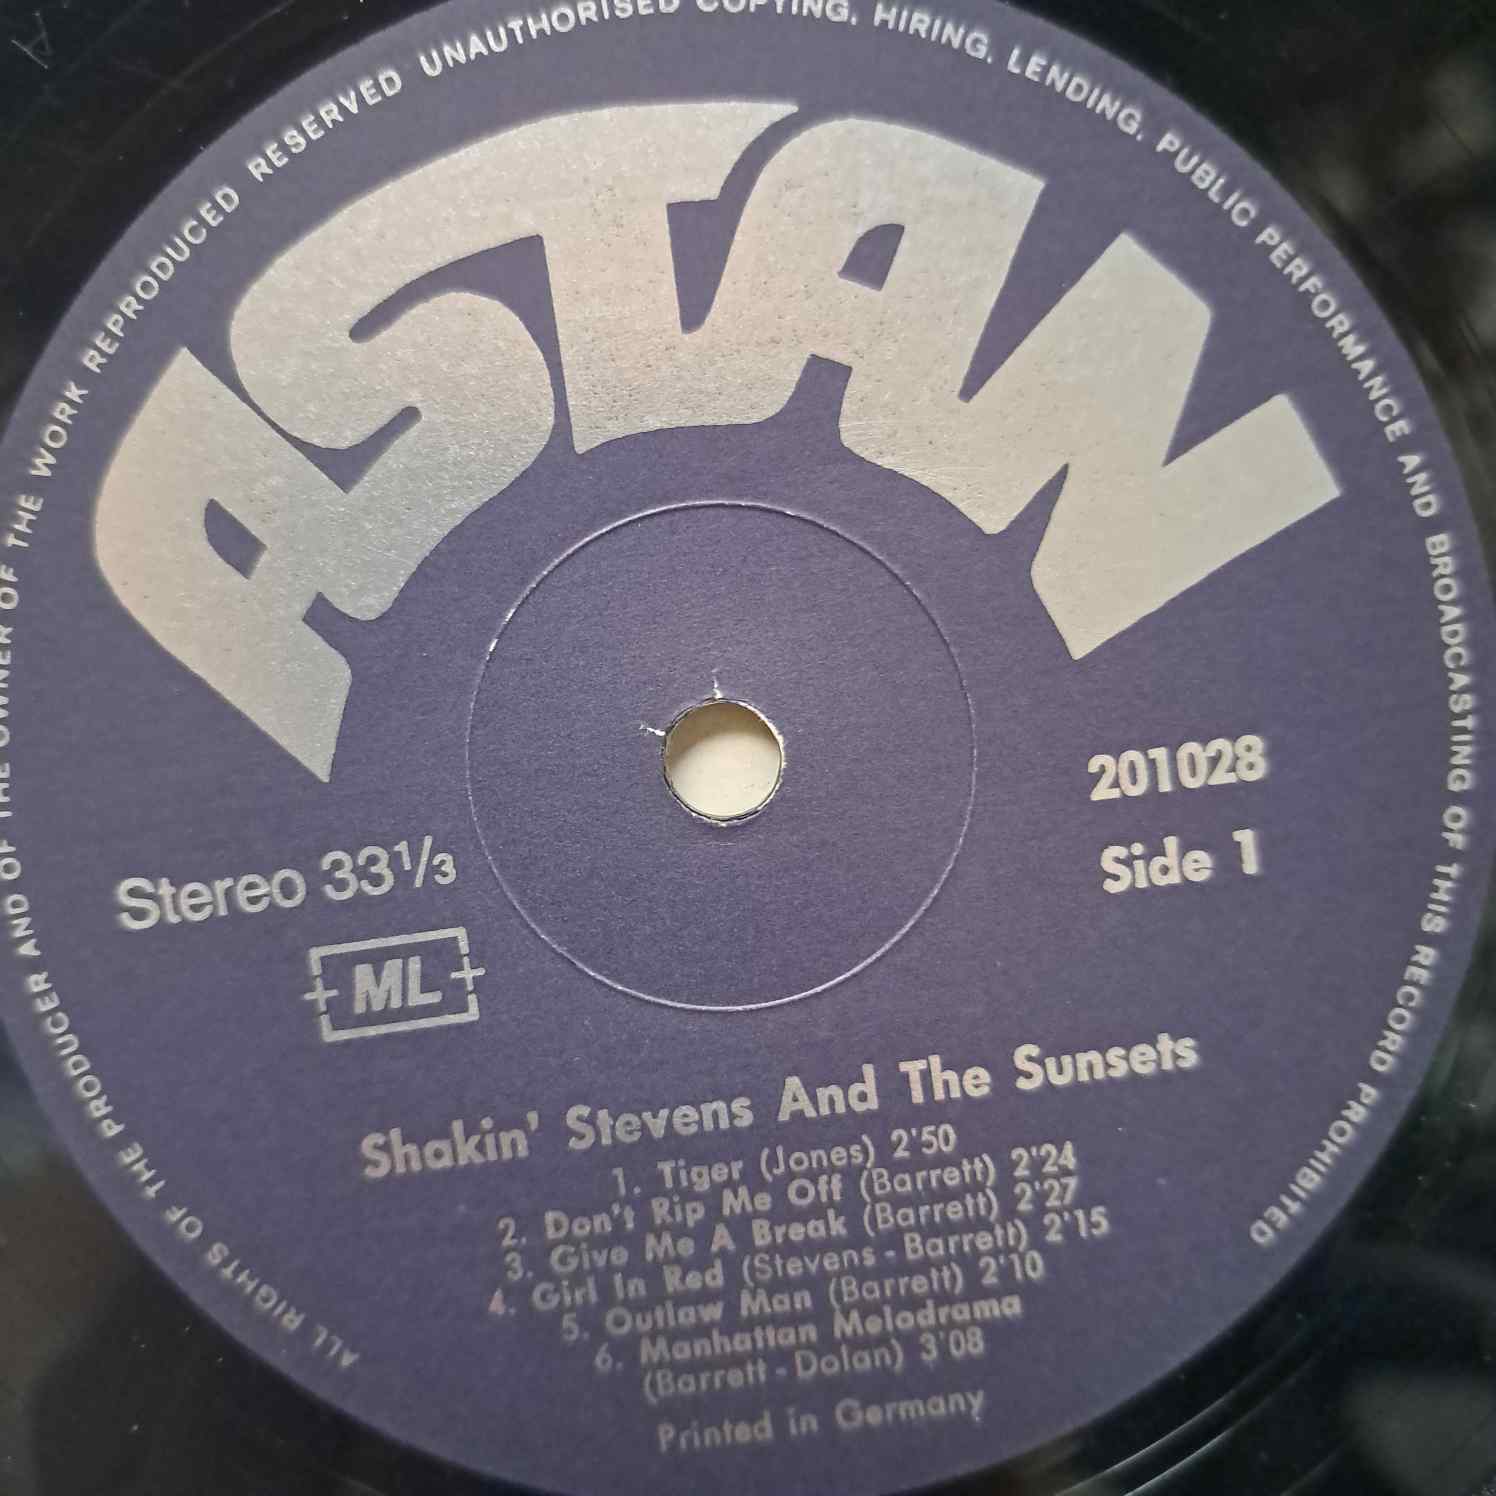 ALL RIGHTS OF THE PRODUCER AND OF THE OWNER OF THE WORK REPRODUCED RESERVED UNAUTHORISED COPYING. HIRING. LENDING. PUBLIC PERFORMANCE AND BROADCASTING OF THIS RECORD PROHIBITED
ASTAN
201028
Side 1
Stereo 33 1/3
ML
Shakin' Stevens And The Sunsets
1. Tiger (Jones) 2'50
2. Don't Rip Me Off (Barrett) 2'24
3. Give Me A Break (Barrett) 2'27
4. Girl In Red (Stevens - Barrett) 2'15
5. Outlaw Man (Barrett) 2'10
6. Manhattan Melodrama
(Barrett - Dolan) 3'08
Printed in Germany